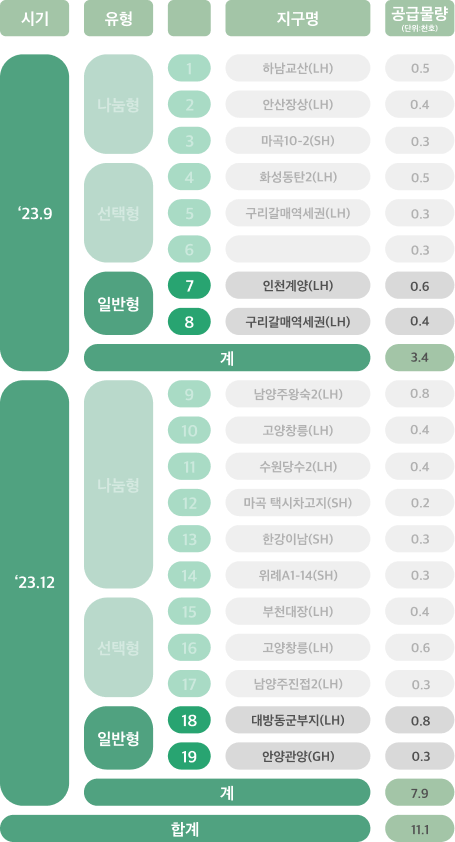 시기 유형 지구명 공급물량
(단위:천호)
1 하남교산(LH) 0.5
나눔형 2 안산장상(LH) 0.4
3 마곡10-2(SH) 0.3
4 화성동탄2(LH) 0.5
‘23.9 선택형 5 구리갈매역세권(LH) 0.3
6 0.3
일반형 7 인천계양(LH) 0.6
8 구리갈매역세권(LH) 0.4
계 3.4
9 남양주왕숙2(LH) 0.8
10 고양창릉(LH) 0.4
나눔형 11 수원당수2(LH) 0.4
12 마곡 택시차고지(SH) 0.2
13 한강이남(SH) 0.3
‘23.12 14 위례A1-14(SH) 0.3
15 부천대장(LH) 0.4
선택형 16 고양창릉(LH) 0.6
17 남양주진접2(LH) 0.3
일반형 18 대방동군부지(LH) 0.8
19 안양관양(GH) 0.3
계 7.9
합계 11.1